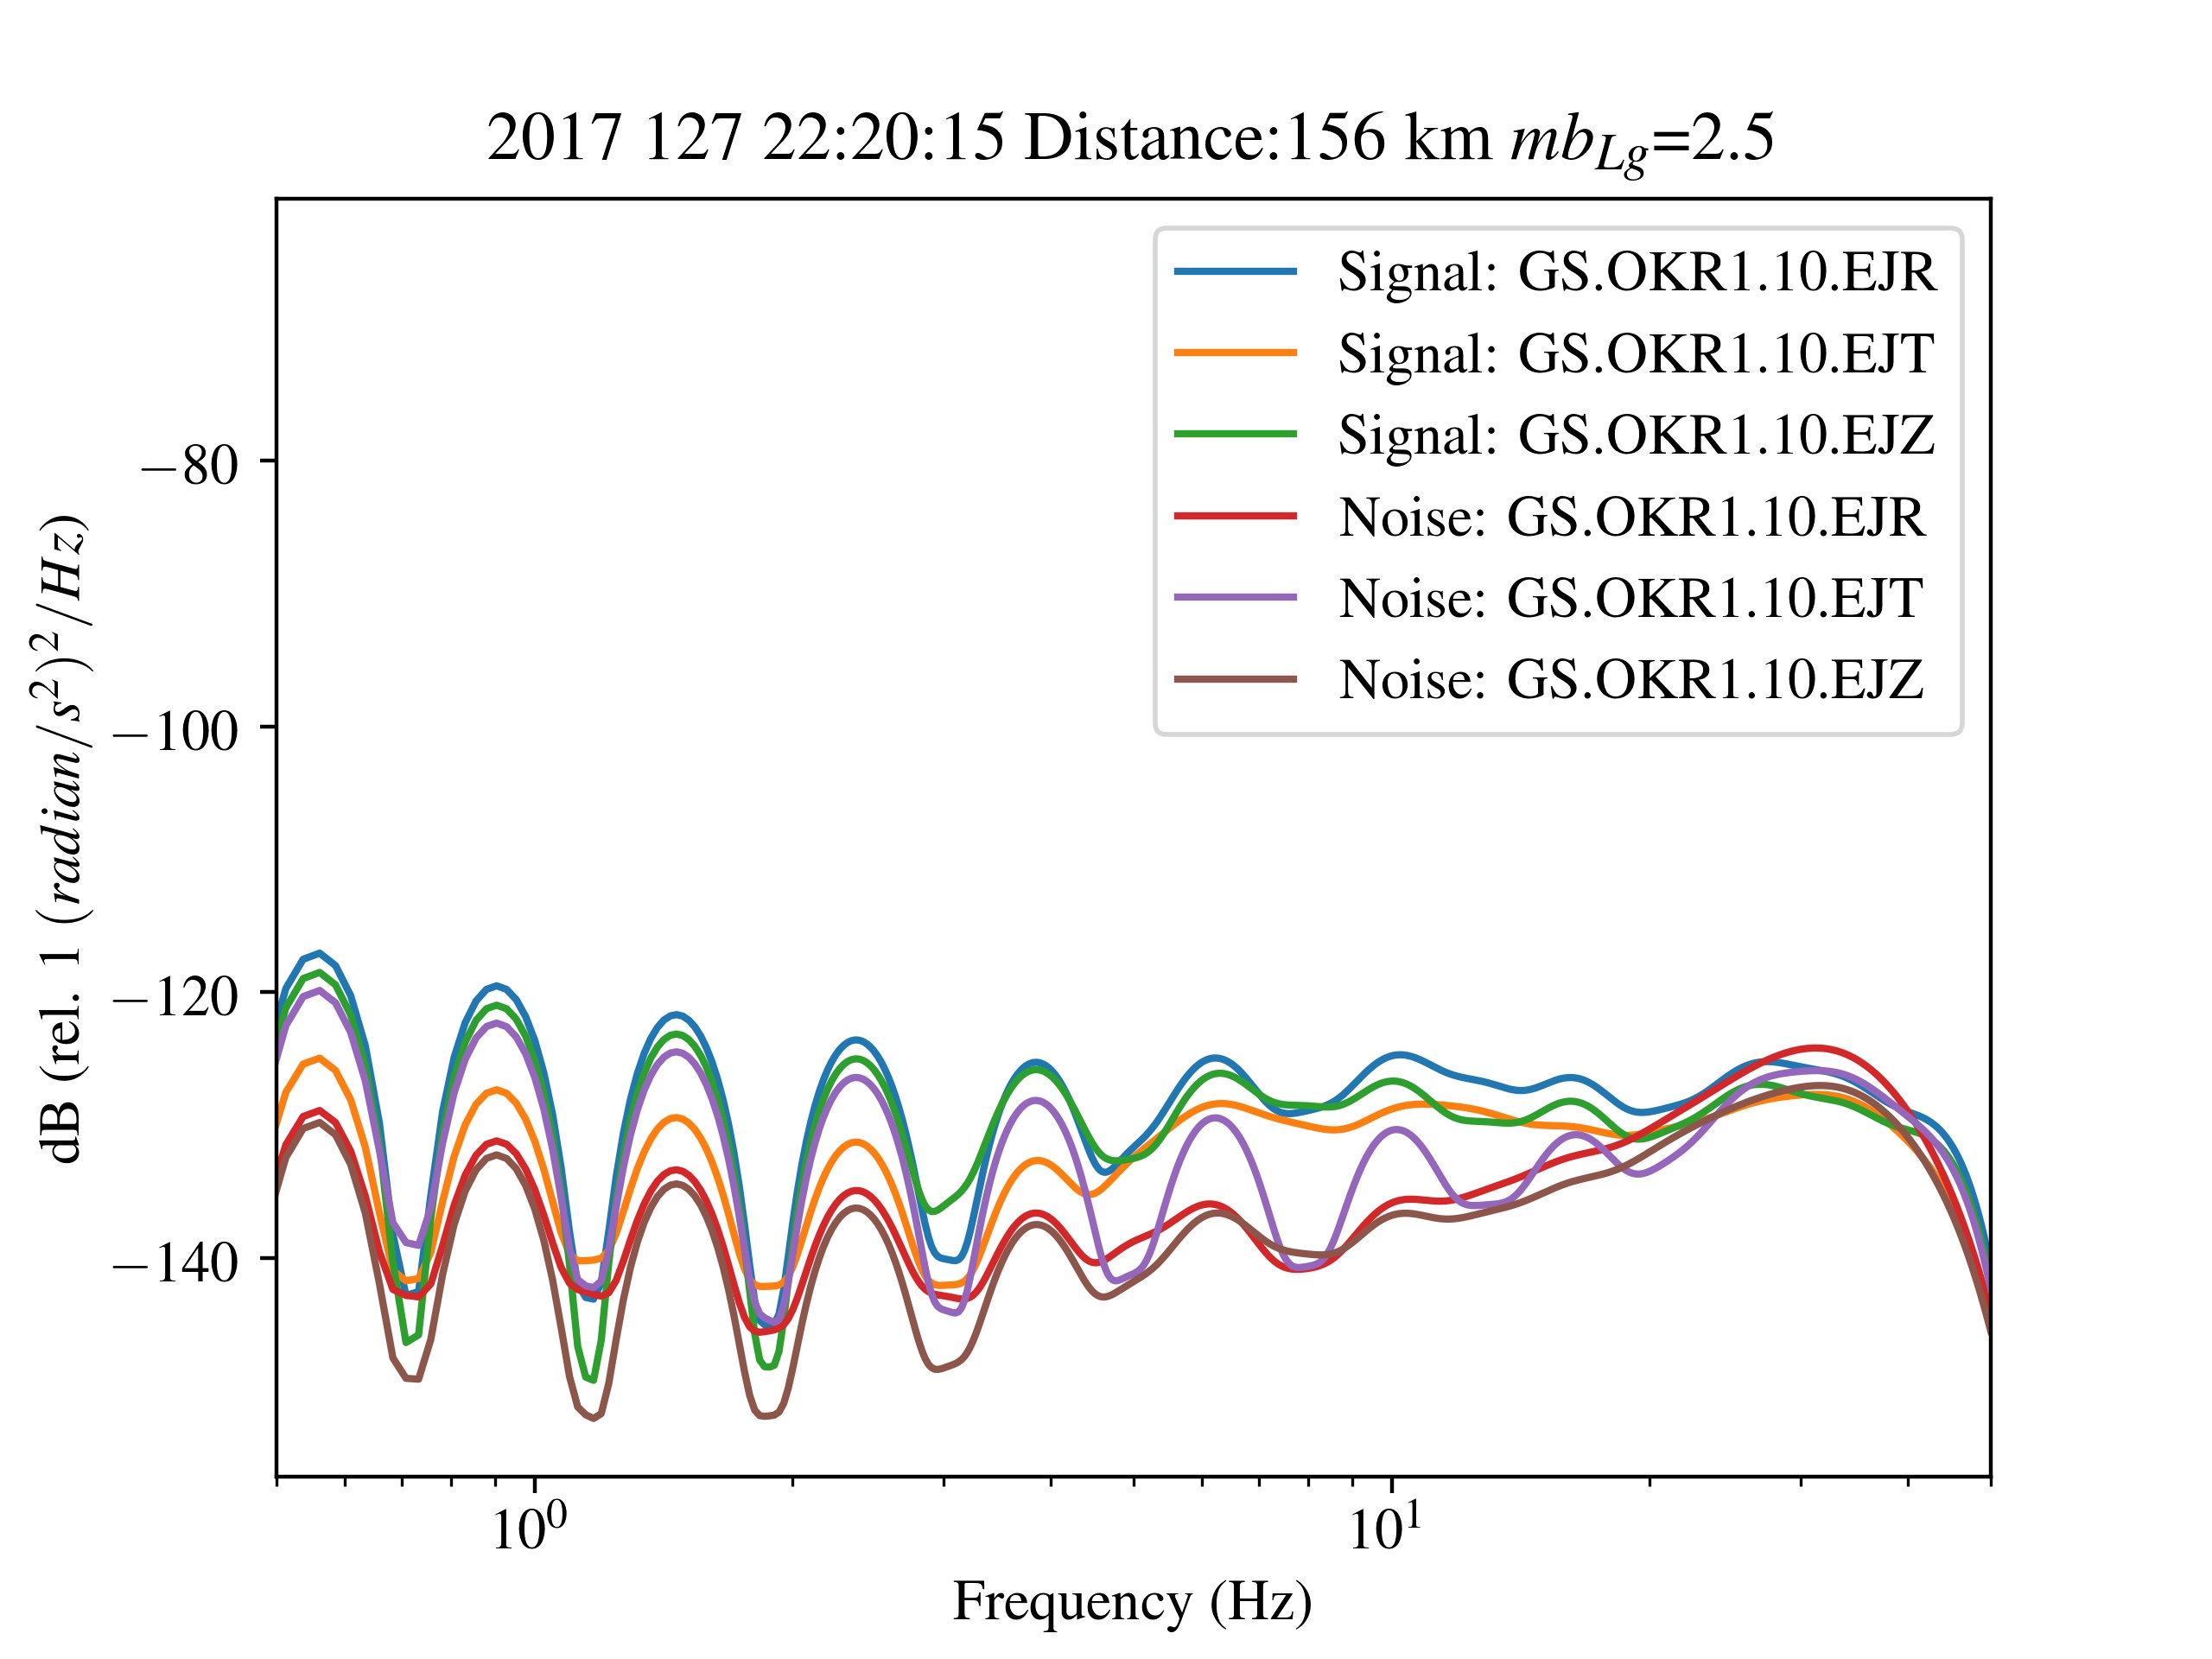 2017 127 22:20:15 Distance:156 km mb_Lg=2.5
Signal: GS.OKR1.10.EJR
Signal: GS.OKR1.10.EJT
Signal: GS.OKR1.10.EJZ
Noise: GS.OKR1.10.EJR
Noise: GS.OKR1.10.EJT
Noise: GS.OKR1.10.EJZ
−80
−100
−120
−140
dB (rel. 1 (radian/s²)²/Hz)
10⁰
10¹
Frequency (Hz)